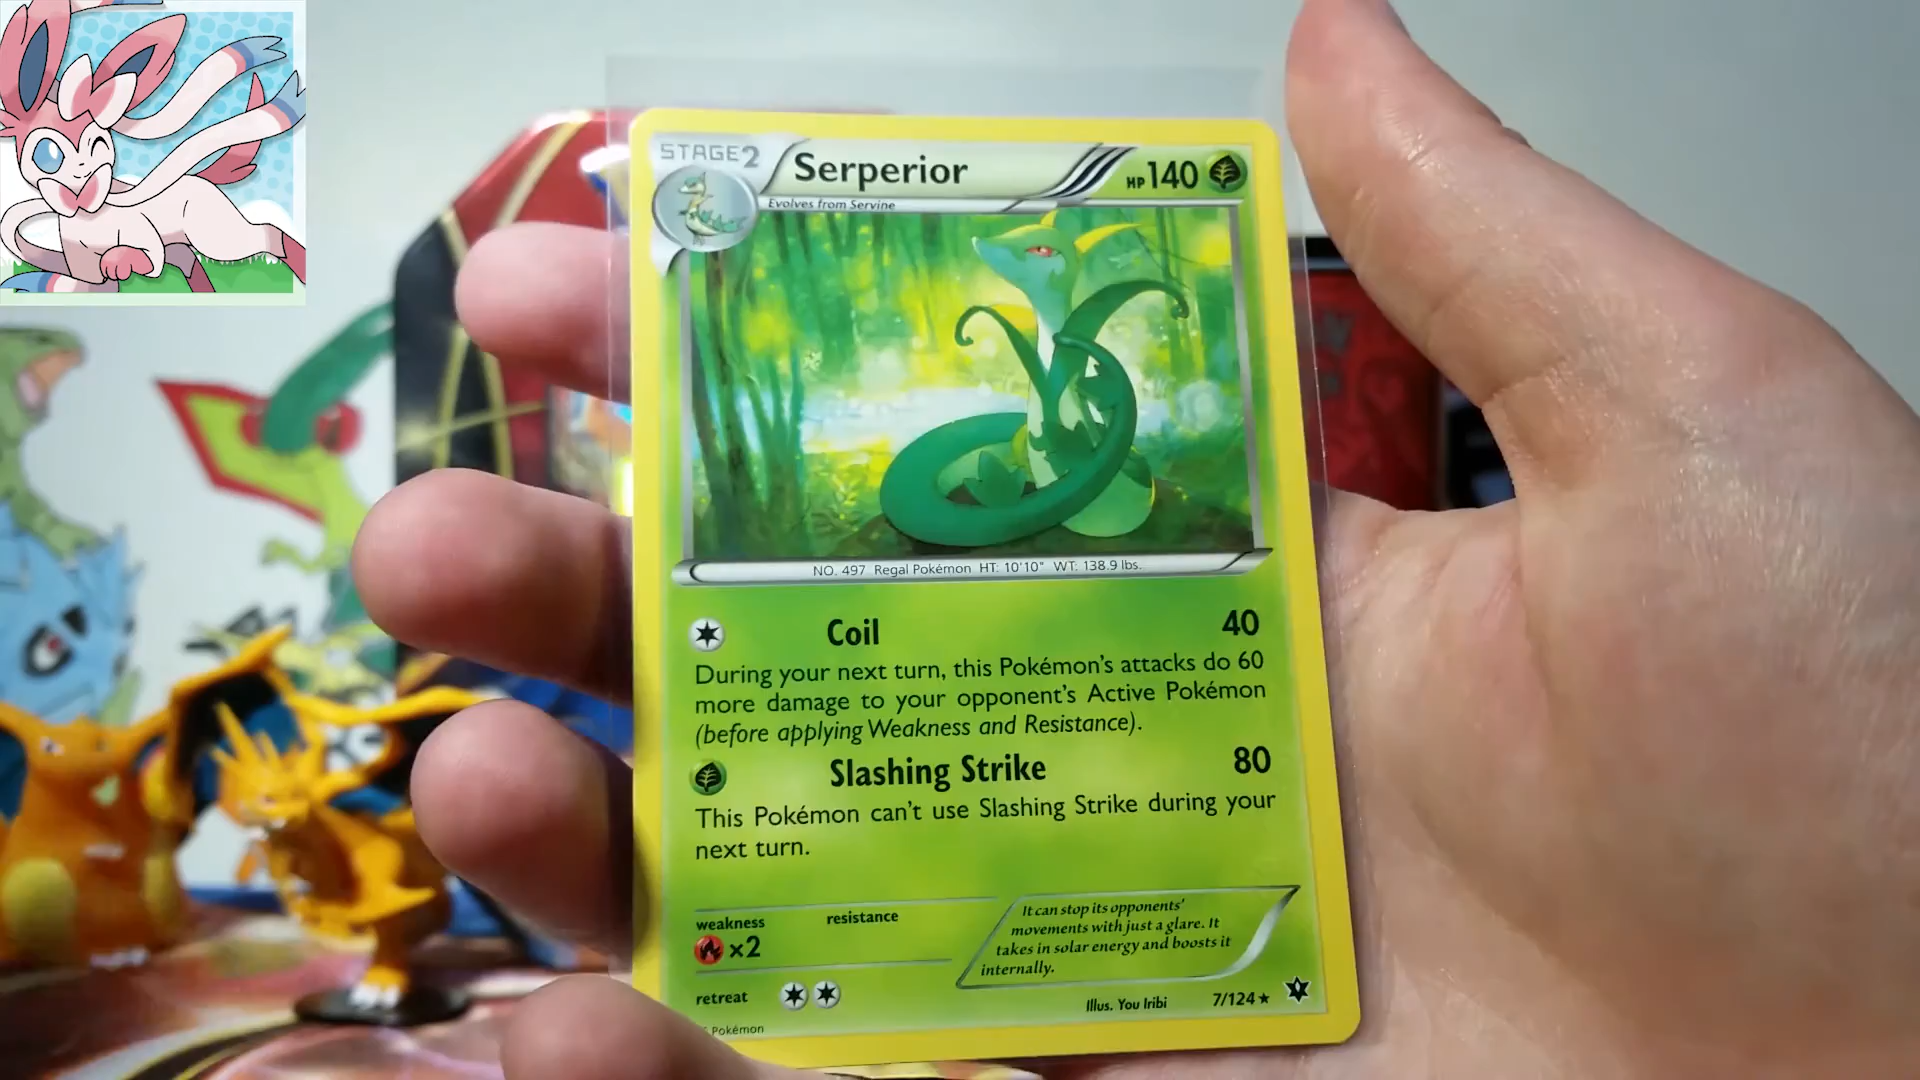 STAGE2
Serperior
HP140
Evolves from Servine
NO. 497 Regal Pokémon HT: 10'10" WT: 138.9 lbs.
Coil 40
During your next turn, this Pokémon's attacks do 60
more damage to your opponent's Active Pokémon
(before applying Weakness and Resistance).
Slashing Strike 80
This Pokémon can't use Slashing Strike during your
next turn.
weakness resistance
×2
It can stop its opponents'
movements with just a glare. It
takes in solar energy and boosts it
internally.
retreat
Illus. You Iribi 7/124 ★
Pokémon